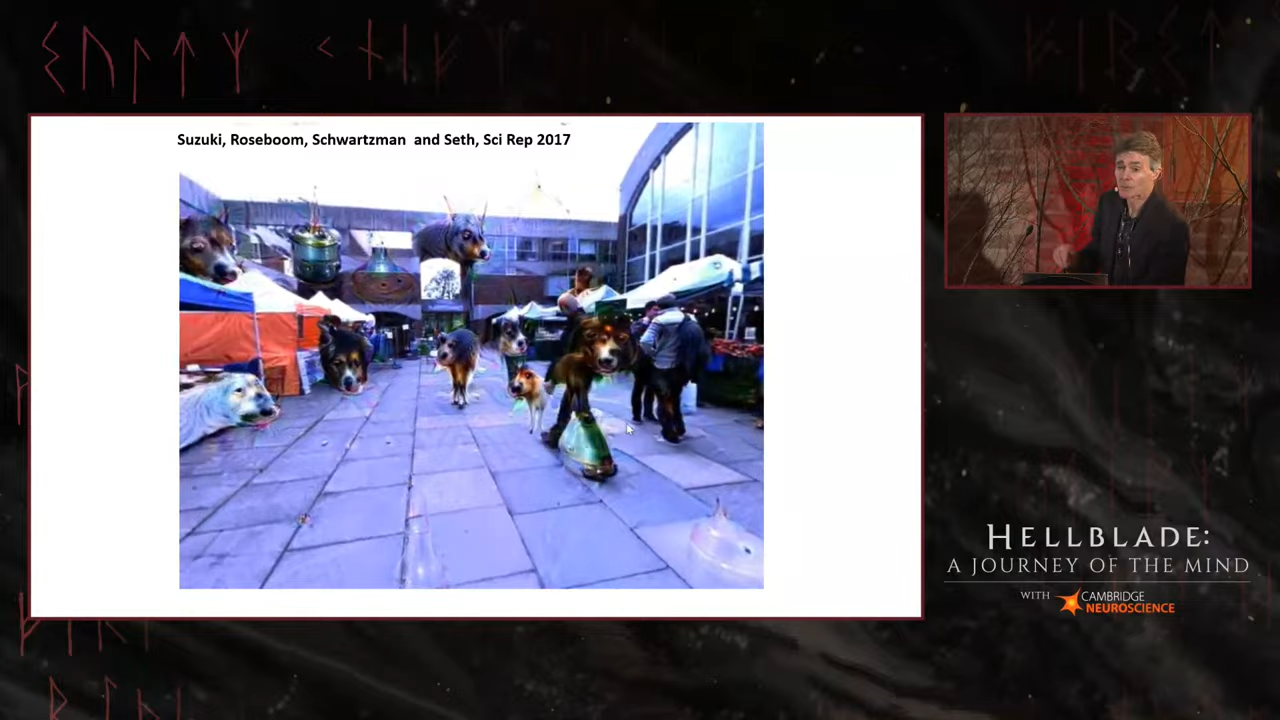 Suzuki, Roseboom, Schwartzman and Seth, Sci Rep 2017
HELLBLADE:
A JOURNEY OF THE MIND
WITH CAMBRIDGE
NEUROSCIENCE